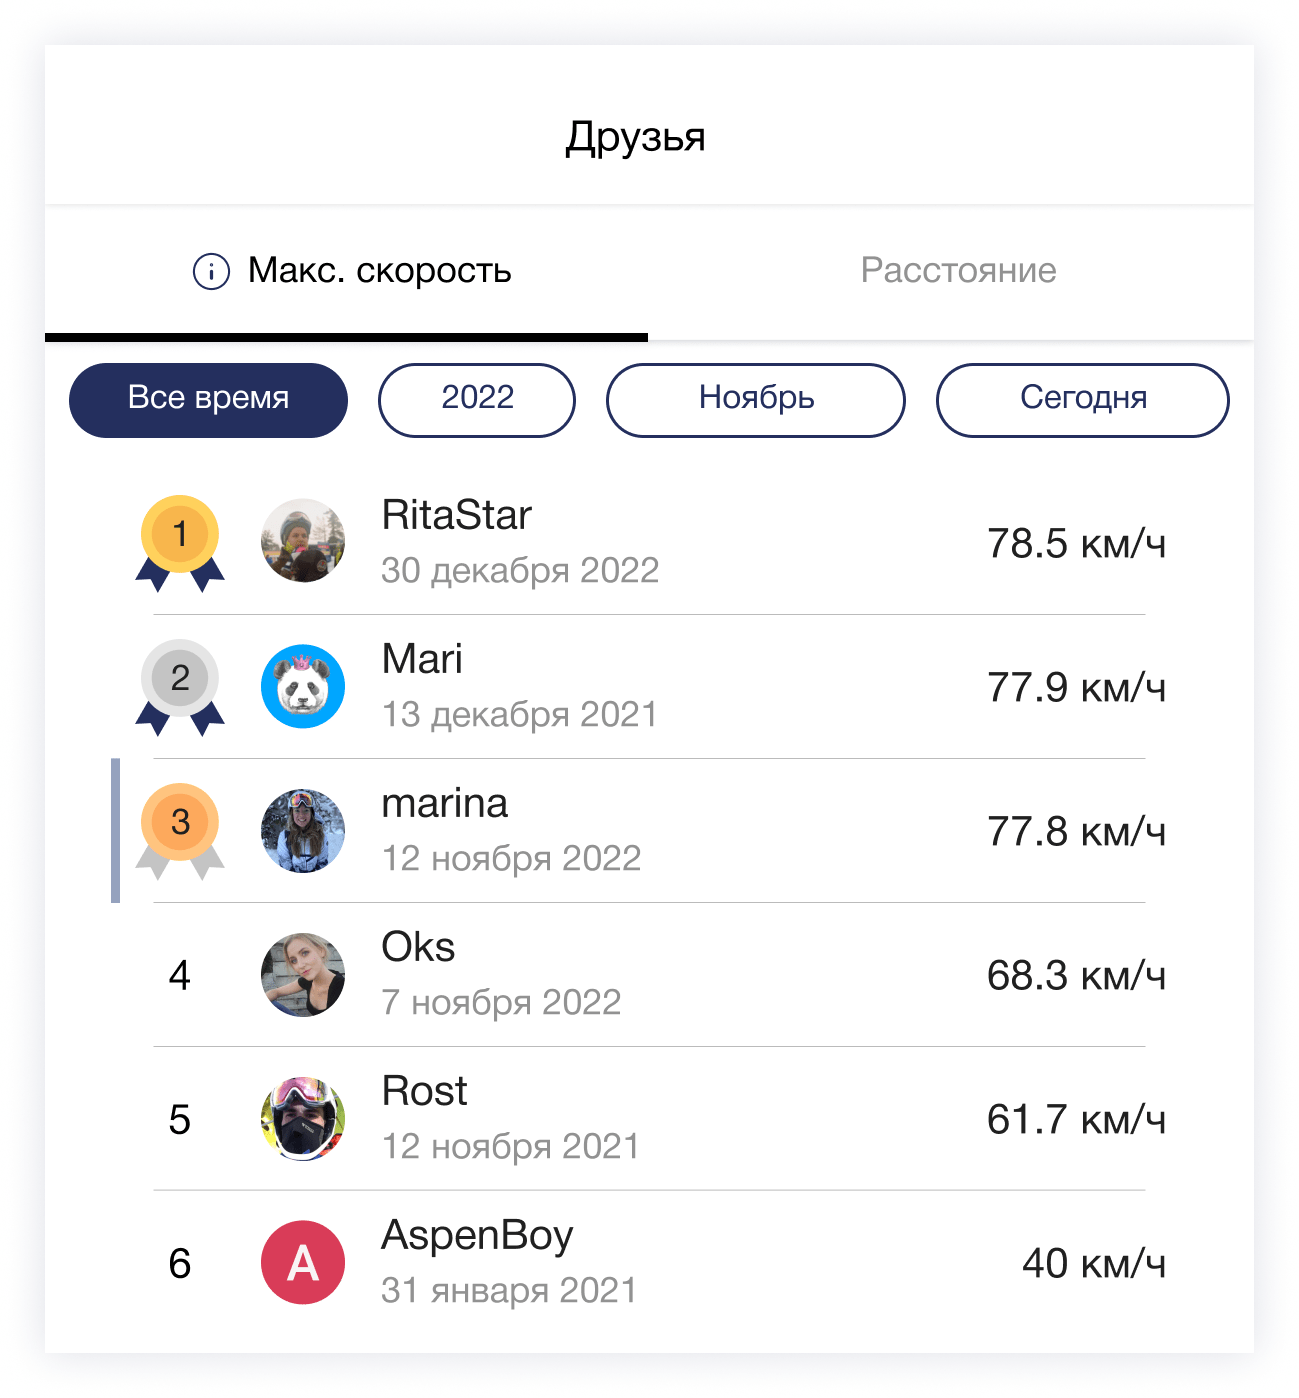 Друзья
Макс. скорость
Расстояние
Все время
2022
Ноябрь
Сегодня
1
RitaStar
30 декабря 2022
78.5 км/ч
2
Mari
13 декабря 2021
77.9 км/ч
3
marina
12 ноября 2022
77.8 км/ч
4
Oks
7 ноября 2022
68.3 км/ч
5
Rost
12 ноября 2021
61.7 км/ч
6
A
AspenBoy
31 января 2021
40 км/ч